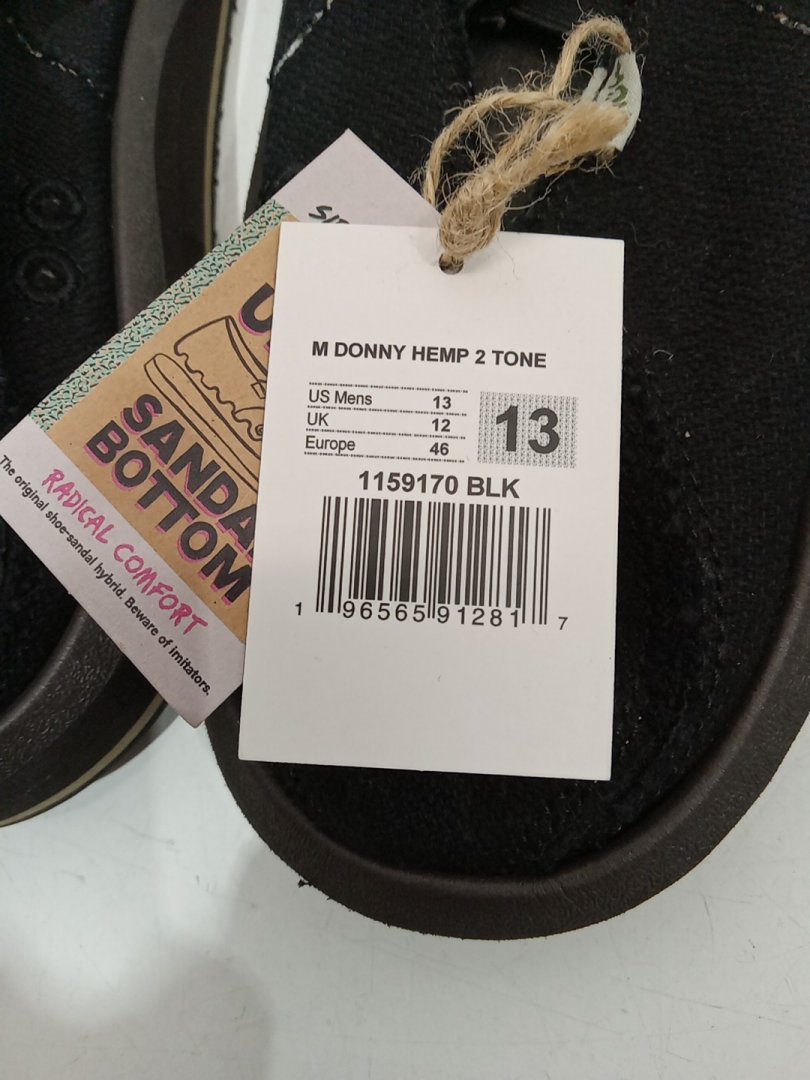 M DONNY HEMP 2 TONE
US Mens 13
UK 12
Europe 46
13
1159170 BLK
1 96565 91281 7
SANDA
BOTTOM
RADICAL COMFORT
The original shoe-sandal hybrid. Beware of imitators.